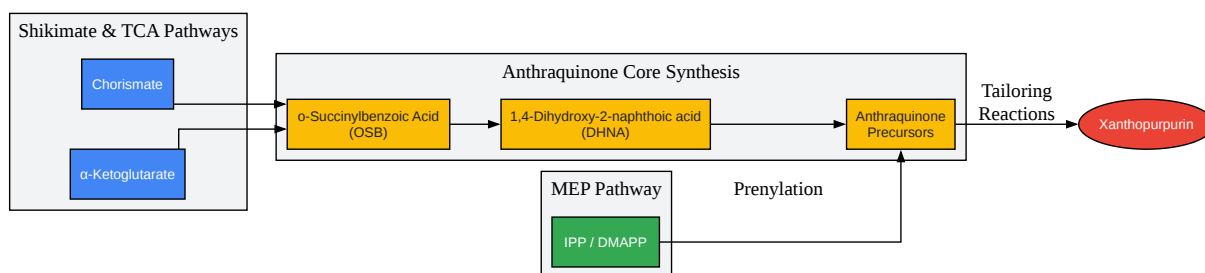 Shikimate & TCA Pathways
Chorismate
α-Ketoglutarate
Anthraquinone Core Synthesis
o-Succinylbenzoic Acid
(OSB)
1,4-Dihydroxy-2-naphthoic acid
(DHNA)
Anthraquinone
Precursors
Tailoring
Reactions
Xanthopurpurin
MEP Pathway
IPP / DMAPP
Prenylation